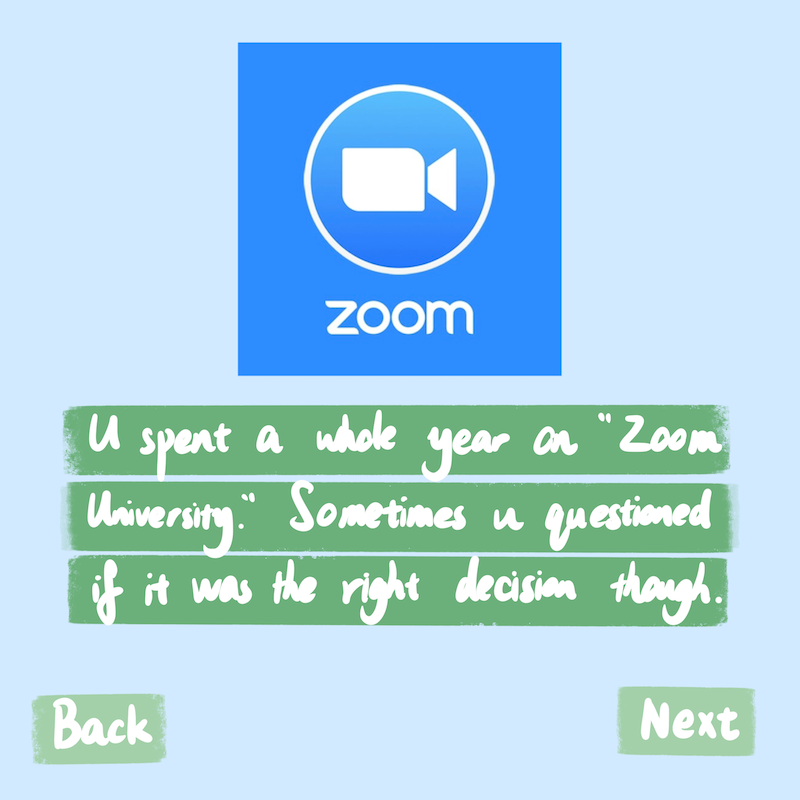 zoom
U spent a whole year on "Zoom
University." Sometimes u questioned
if it was the right decision though.
Back
Next